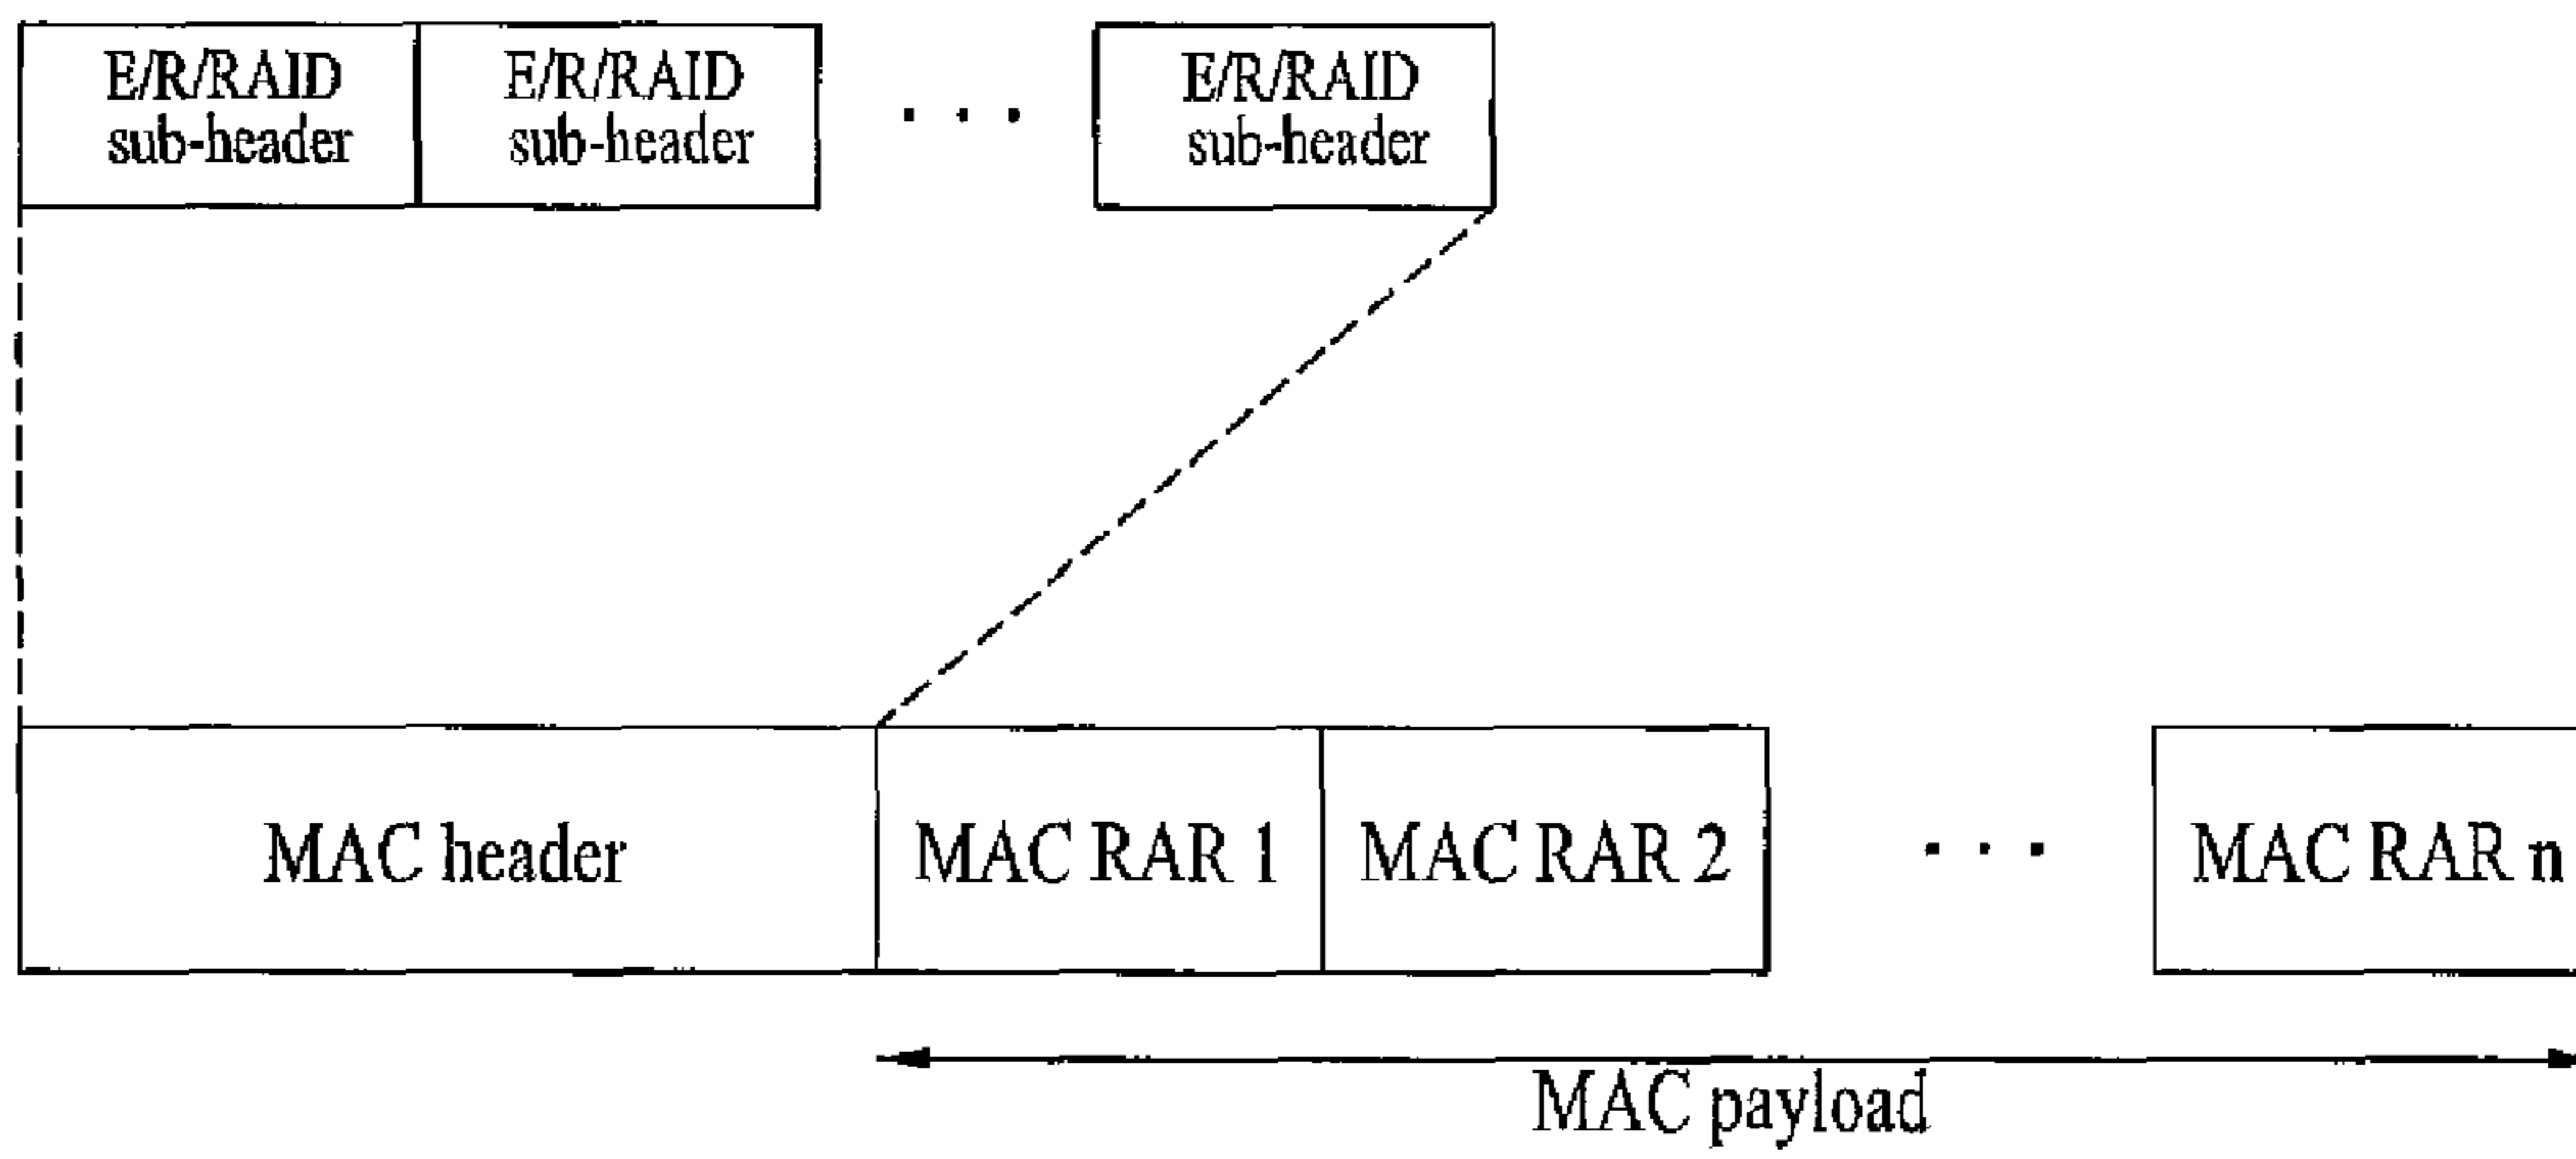 E/R/RAID
sub-header
E/R/RAID
sub-header
. . .
E/R/RAID
sub-header
MAC header
MAC RAR 1
MAC RAR 2
. . .
MAC RAR n
MAC payload